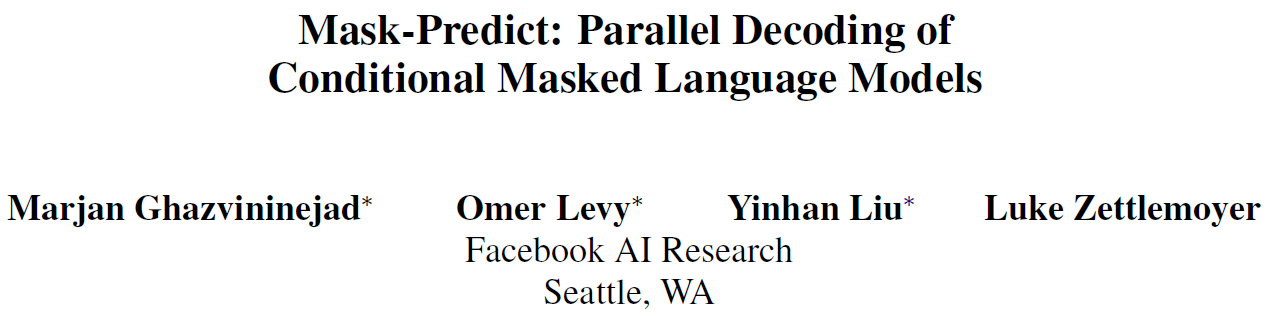 Mask-Predict: Parallel Decoding of
Conditional Masked Language Models
Marjan Ghazvininejad* Omer Levy* Yinhan Liu* Luke Zettlemoyer
Facebook AI Research
Seattle, WA